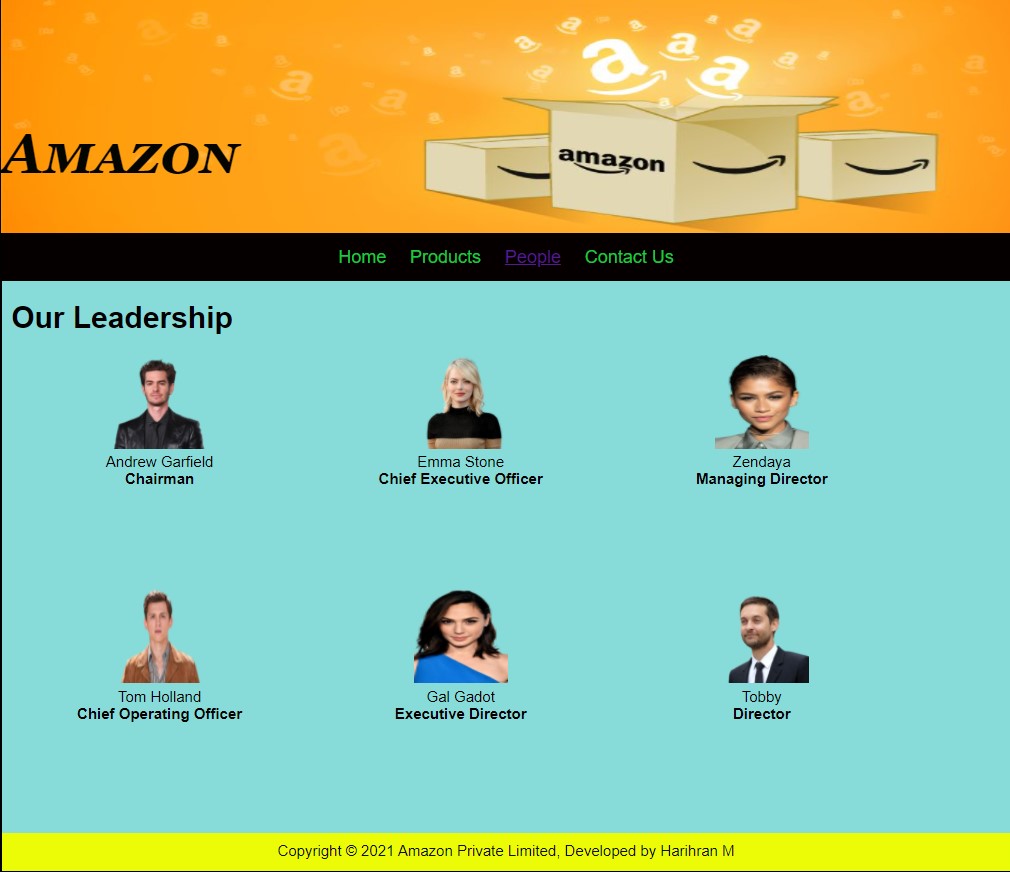 amazon
Amazon
Home Products People Contact Us
Our Leadership
Andrew Garfield
Chairman
Emma Stone
Chief Executive Officer
Zendaya
Managing Director
Tom Holland
Chief Operating Officer
Gal Gadot
Executive Director
Tobby
Director
Copyright © 2021 Amazon Private Limited, Developed by Harihran M